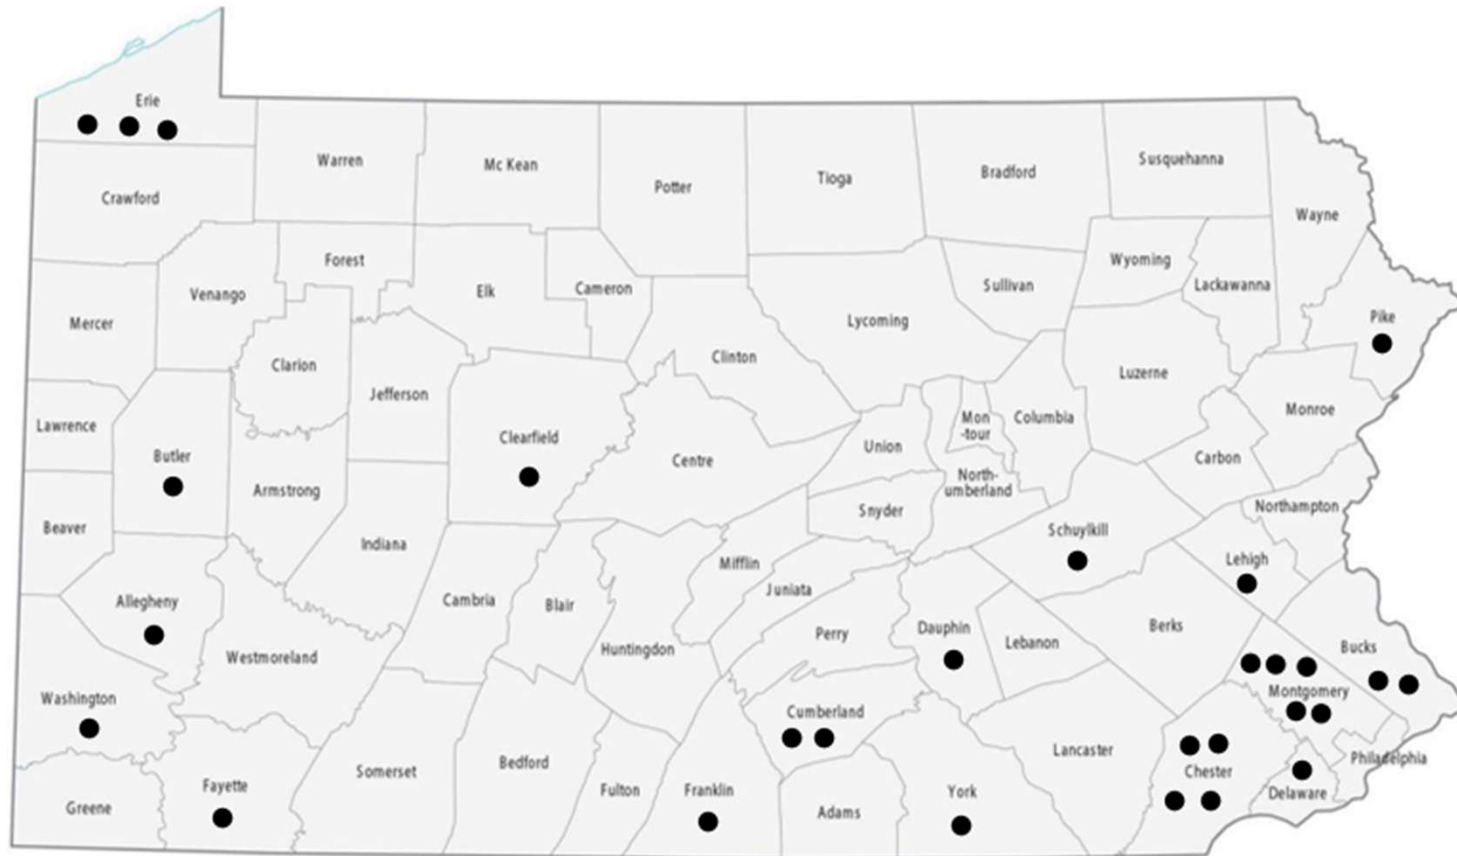 Erie
Warren
Mc Kean
Potter
Tioga
Bradford
Susquehanna
Wayne
Crawford
Forest
Venango
Elk
Cameron
Sullivan
Wyoming
Lackawanna
Mercer
Lycoming
Pike
Clarion
Clinton
Luzerne
Jefferson
Monroe
Lawrence
Columbia
Mon
-tour
Clearfield
Union
Butler
Centre
Carbon
Armstrong
North-
umberland
Northampton
Snyder
Beaver
Schuylkill
Indiana
Lehigh
Mifflin
Juniata
Allegheny
Cambria
Blair
Dauphin
Berks
Perry
Lebanon
Bucks
Huntingdon
Westmoreland
Montgomery
Washington
Cumberland
Lancaster
Philadelphia
Bedford
Somerset
Chester
Fayette
Fulton
Franklin
York
Delaware
Greene
Adams